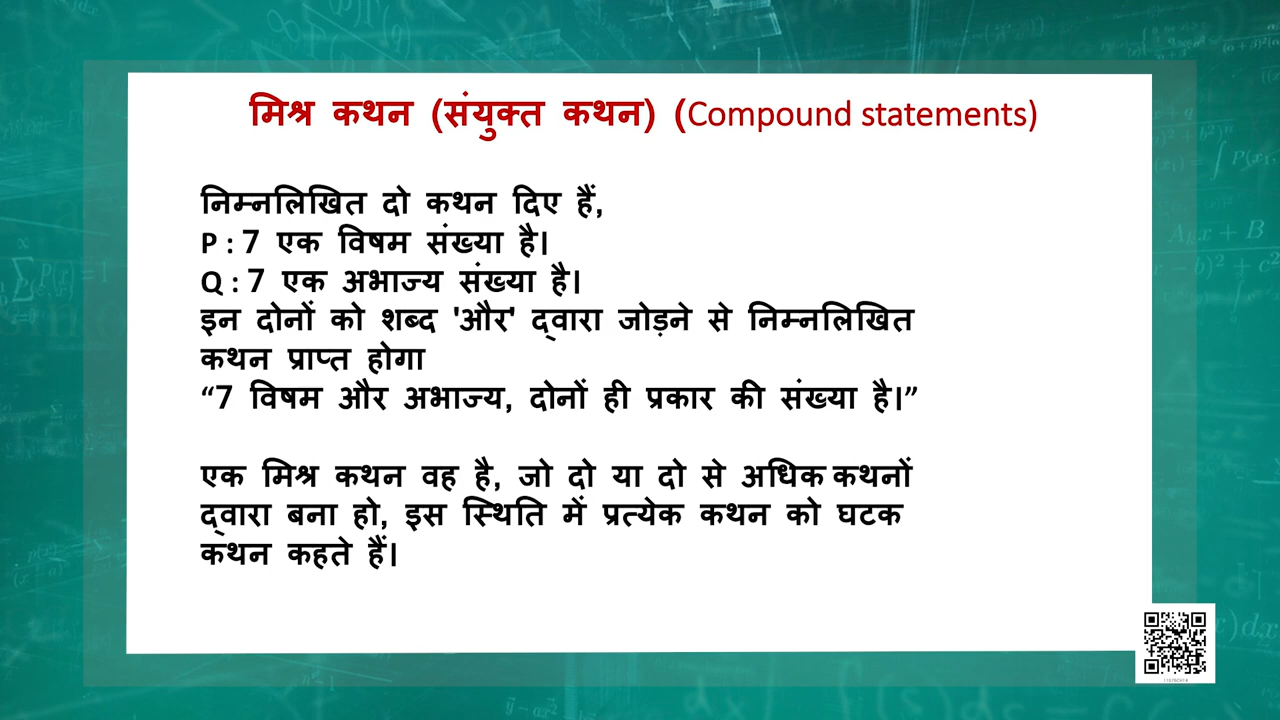 मिश्र कथन (संयुक्त कथन) (Compound statements)
निम्नलिखित दो कथन दिए हैं,
P : 7 एक विषम संख्या है।
Q : 7 एक अभाज्य संख्या है।
इन दोनों को शब्द 'और' द्वारा जोड़ने से निम्नलिखित
कथन प्राप्त होगा
“7 विषम और अभाज्य, दोनों ही प्रकार की संख्या है।”
एक मिश्र कथन वह है, जो दो या दो से अधिक कथनों
द्वारा बना हो, इस स्थिति में प्रत्येक कथन को घटक
कथन कहते हैं।